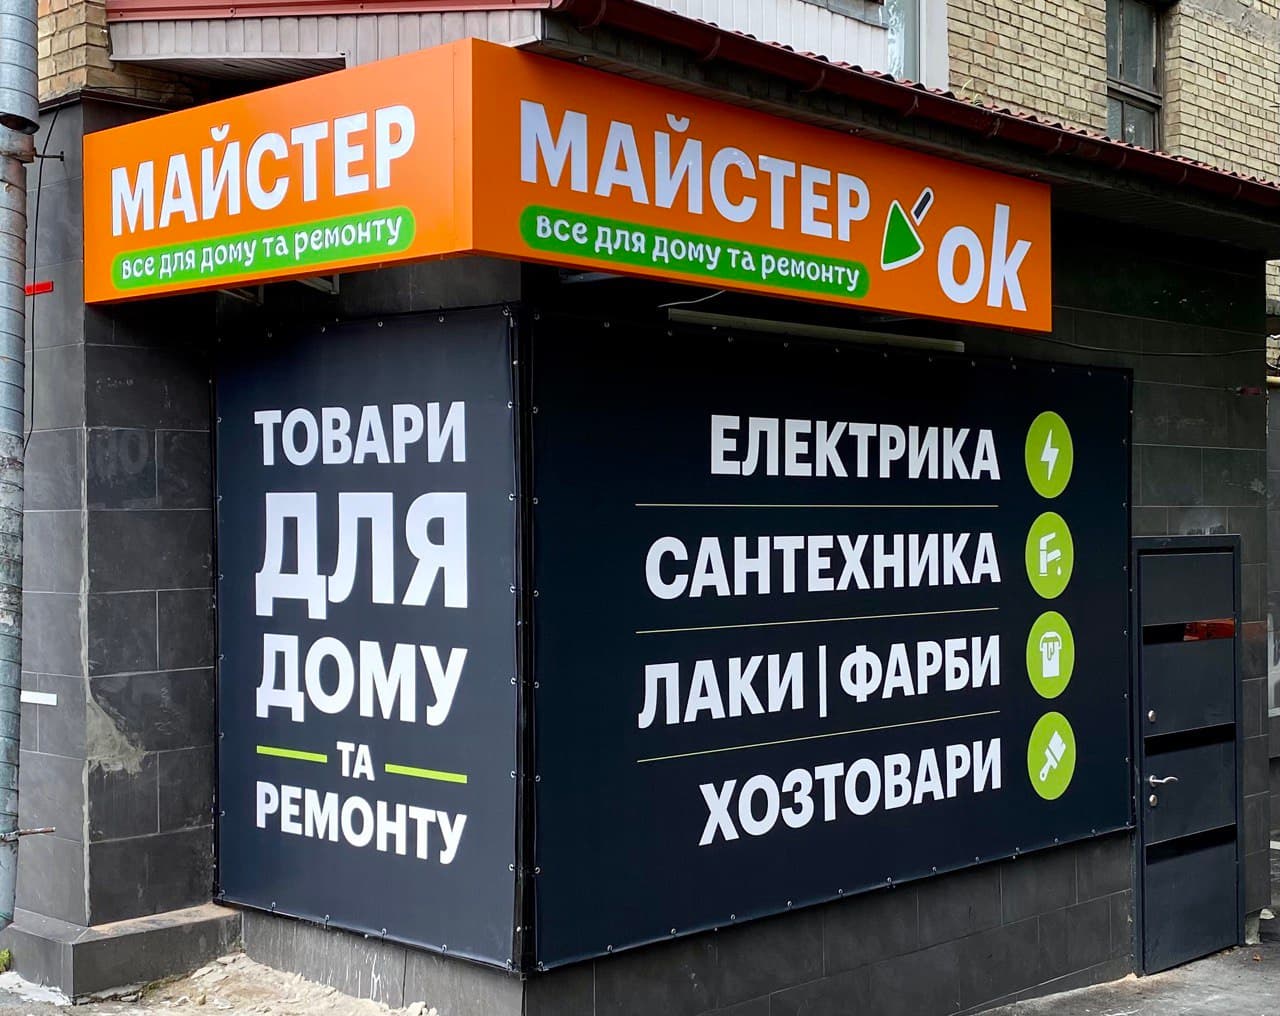 МАЙСТЕР
все для дому та ремонту
МАЙСТЕР ok
все для дому та ремонту
ТОВАРИ
ДЛЯ
ДОМУ
ТА
РЕМОНТУ
ЕЛЕКТРИКА
САНТЕХНИКА
ЛАКИ | ФАРБИ
ХОЗТОВАРИ